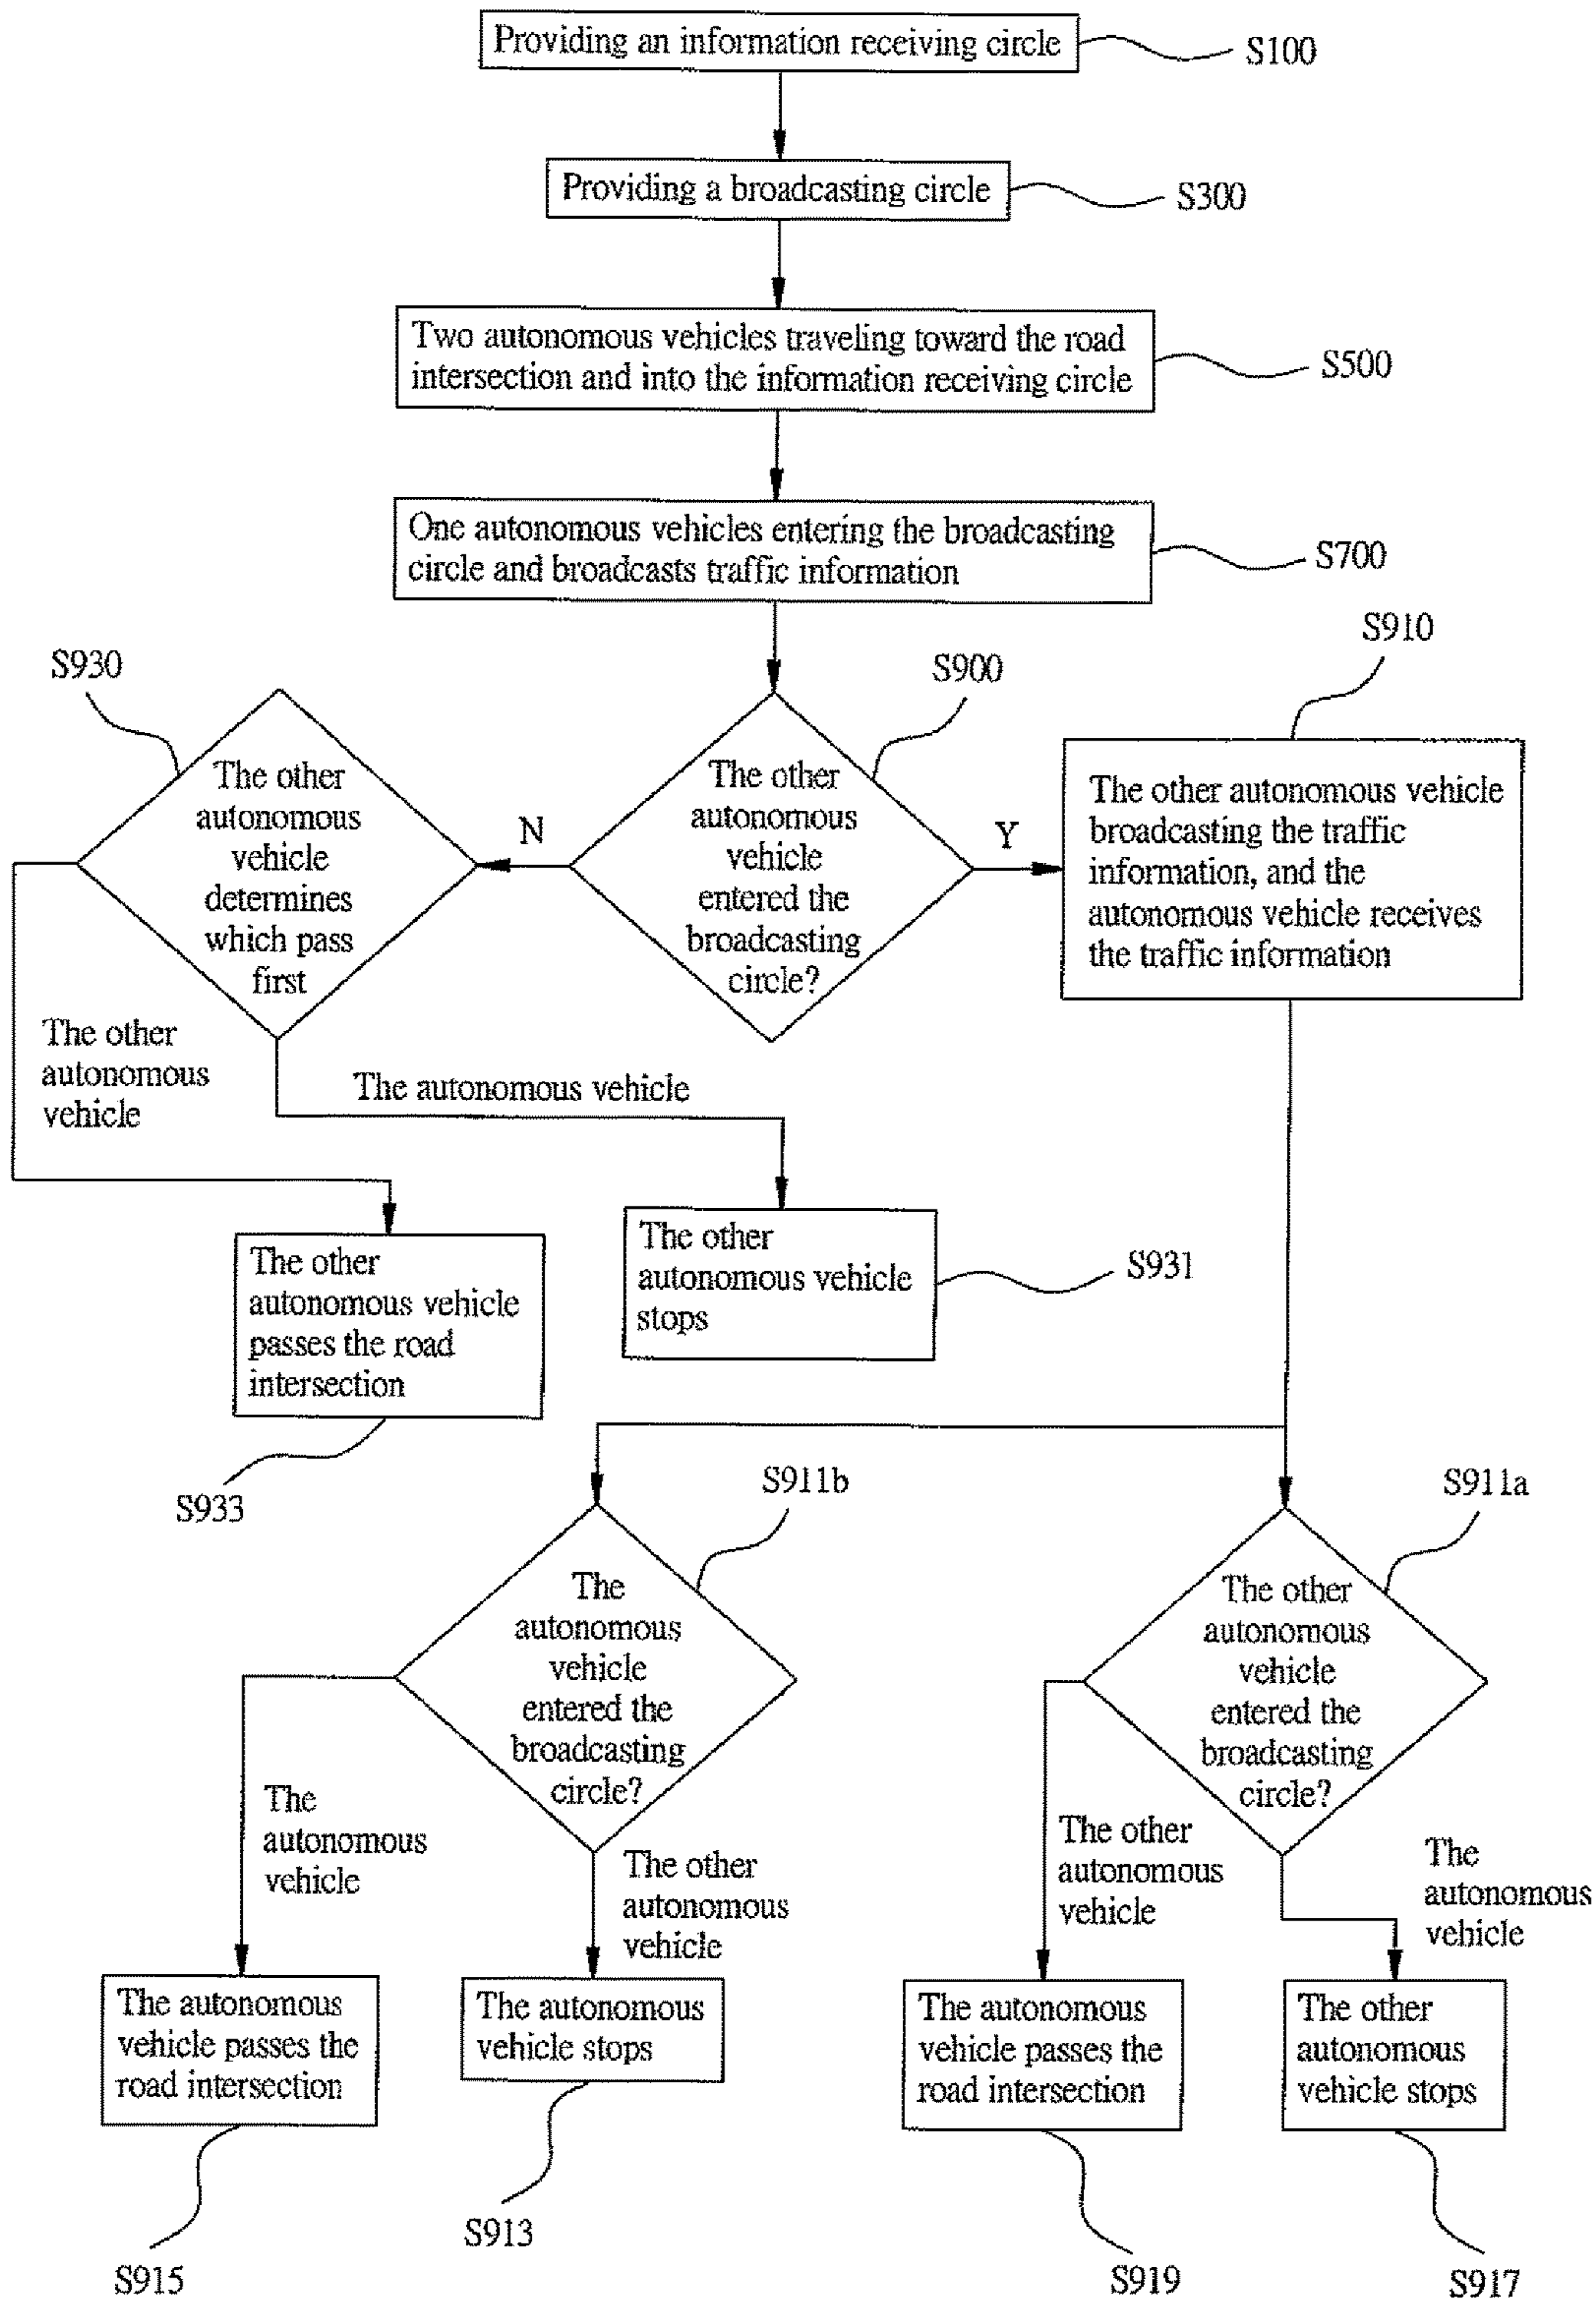 Providing an information receiving circle
S100
Providing a broadcasting circle
S300
Two autonomous vehicles traveling toward the road
intersection and into the information receiving circle
S500
One autonomous vehicles entering the broadcasting
circle and broadcasts traffic information
S700
S930
The other
autonomous
vehicle
determines
which pass
first
N
S900
The other
autonomous
vehicle
entered the
broadcasting
circle?
Y
S910
The other autonomous vehicle
broadcasting the traffic
information, and the
autonomous vehicle receives
the traffic information
The other
autonomous
vehicle
The autonomous vehicle
The other
autonomous vehicle
passes the road
intersection
S933
The other
autonomous vehicle
stops
S931
S911b
The
autonomous
vehicle
entered the
broadcasting
circle?
S911a
The other
autonomous
vehicle
entered the
broadcasting
circle?
The
autonomous
vehicle
The other
autonomous
vehicle
The other
autonomous
vehicle
The
autonomous
vehicle
The autonomous
vehicle passes the
road intersection
S915
The autonomous
vehicle stops
S913
The autonomous
vehicle passes the
road intersection
S919
The other
autonomous
vehicle stops
S917